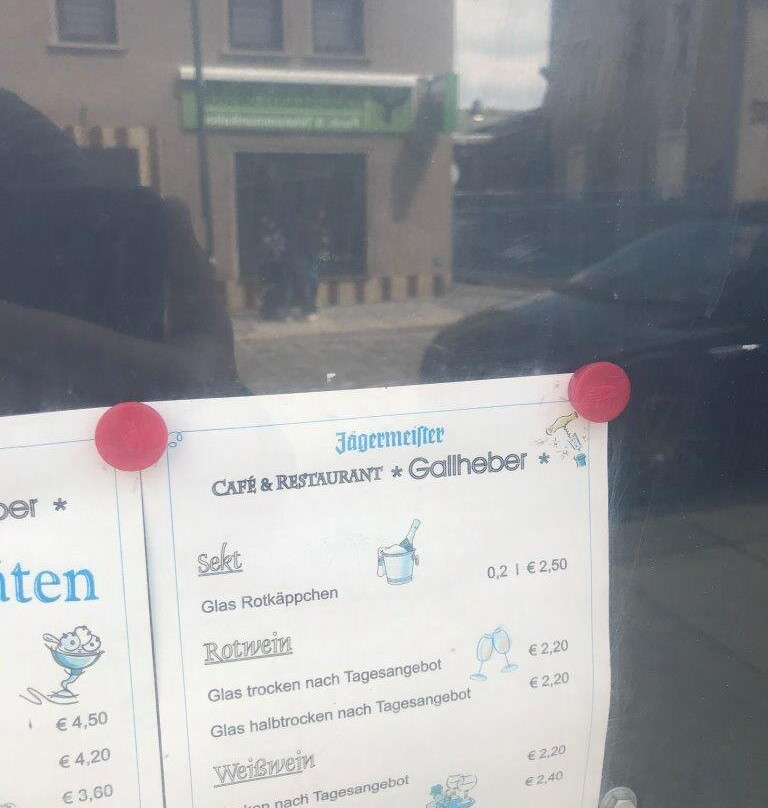 Jägermeister
CAFÉ & RESTAURANT * Gallheber *
ber *
äten
Sekt
Glas Rotkäppchen 0,2 l € 2,50
Rotwein
Glas trocken nach Tagesangebot € 2,20
Glas halbtrocken nach Tagesangebot € 2,20
Weißwein
nach Tagesangebot € 2,20
€ 2,40
€ 4,50
€ 4,20
€ 3,60